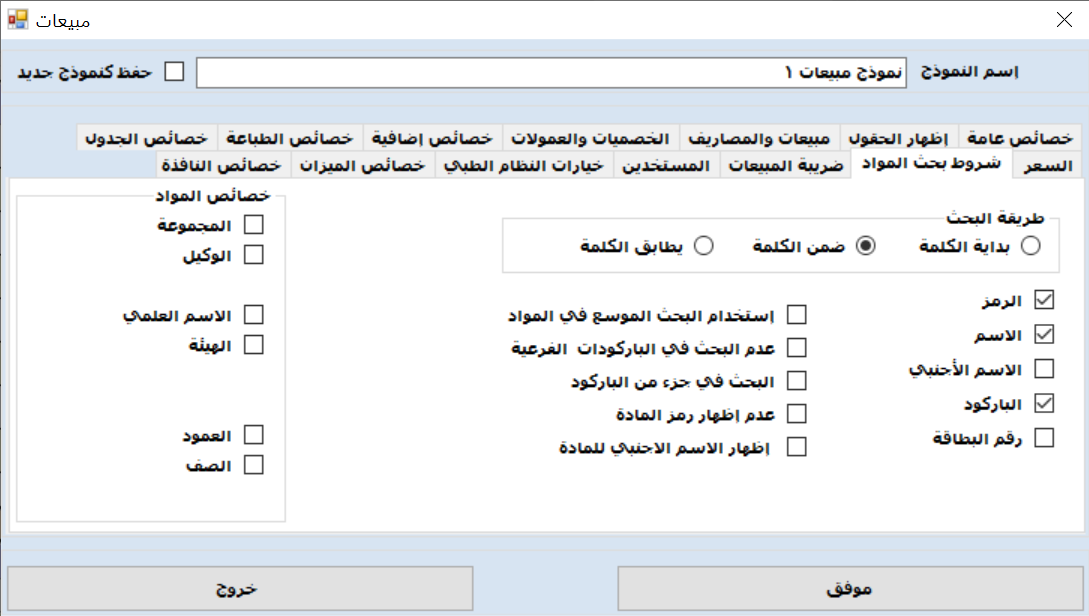 مبيعات
إسم النموذج نموذج مبيعات ١ حفظ كنموذج جديد
خصائص عامة إظهار الحقول مبيعات والمصاريف الخصميات والعمولات خصائص إضافية خصائص الطباعة خصائص الجدول
السعر شروط بحث المواد ضريبة المبيعات المستخدين خيارات النظام الطبي خصائص الميزان خصائص النافذة
طريقة البحث
بداية الكلمة ضمن الكلمة يطابق الكلمة
الرمز
الاسم
الاسم الأجنبي
الباركود
رقم البطاقة
إستخدام البحث الموسع في المواد
عدم البحث في الباركودات الفرعية
البحث في جزء من الباركود
عدم إظهار رمز المادة
إظهار الاسم الاجنبي للمادة
خصائص المواد
المجموعة
الوكيل
الاسم العلمي
الهيئة
العمود
الصف
موفق خروج